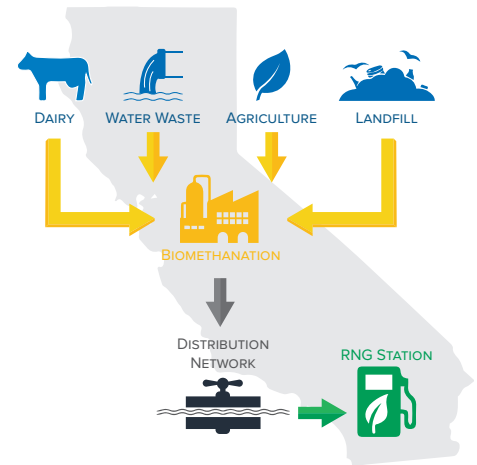 DAIRY
WATER WASTE
AGRICULTURE
LANDFILL
BIOMETHANATION
DISTRIBUTION
NETWORK
RNG STATION